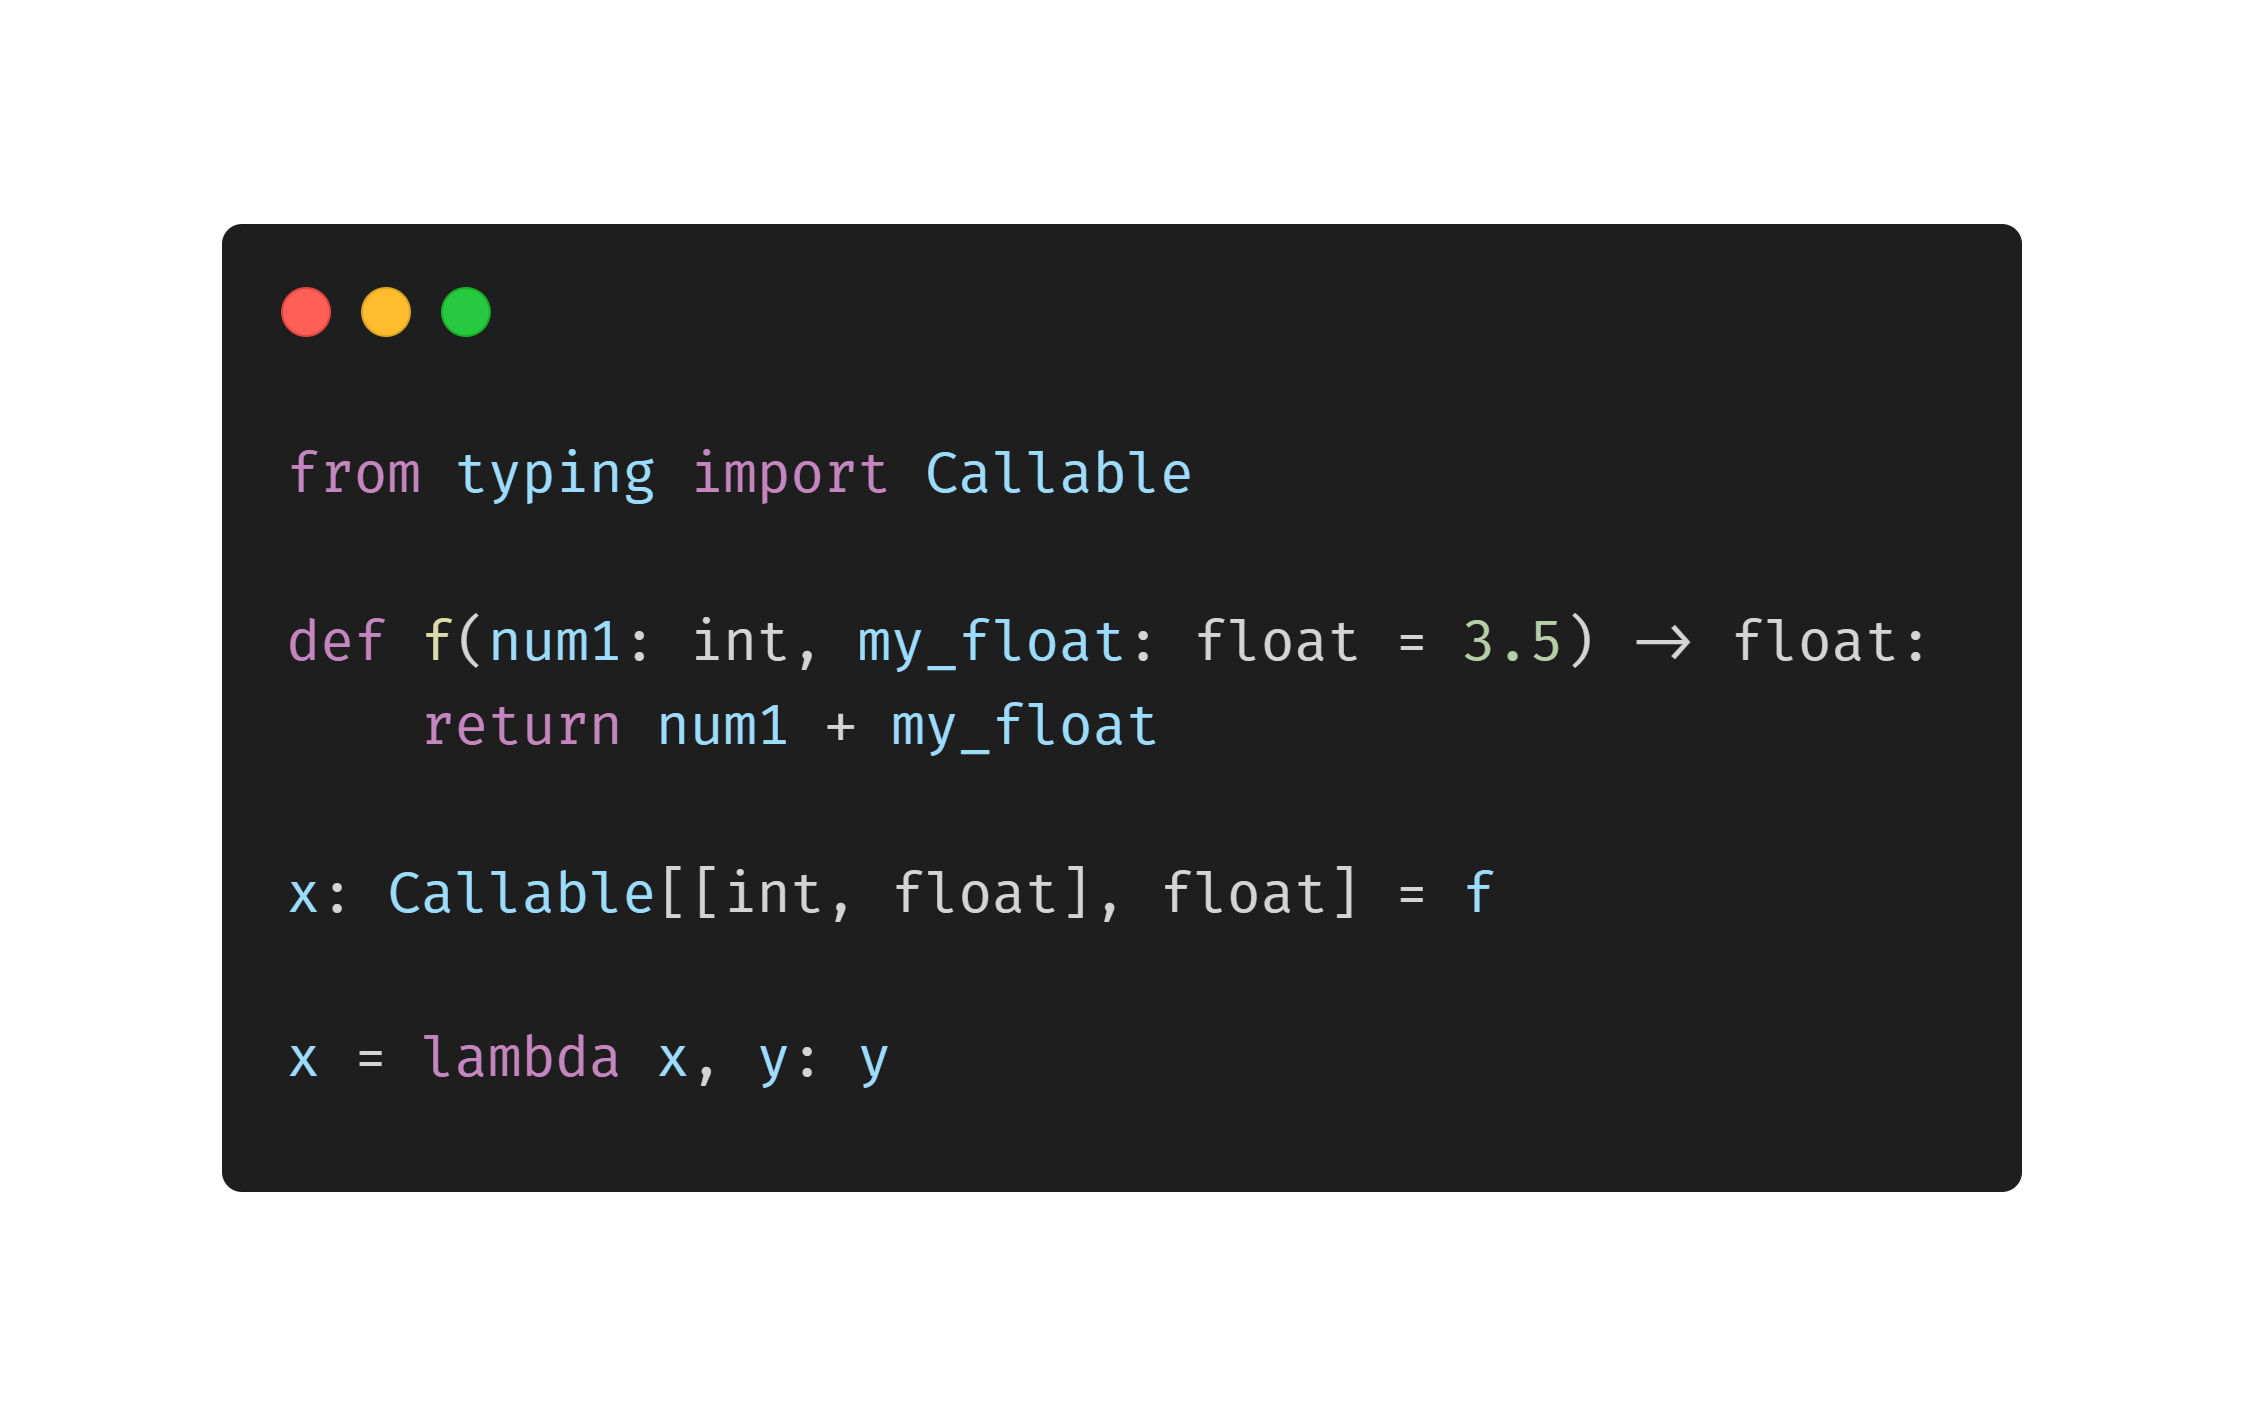 from typing import Callable
def f(num1: int, my_float: float = 3.5) -> float:
    return num1 + my_float
x: Callable[[int, float], float] = f
x = lambda x, y: y